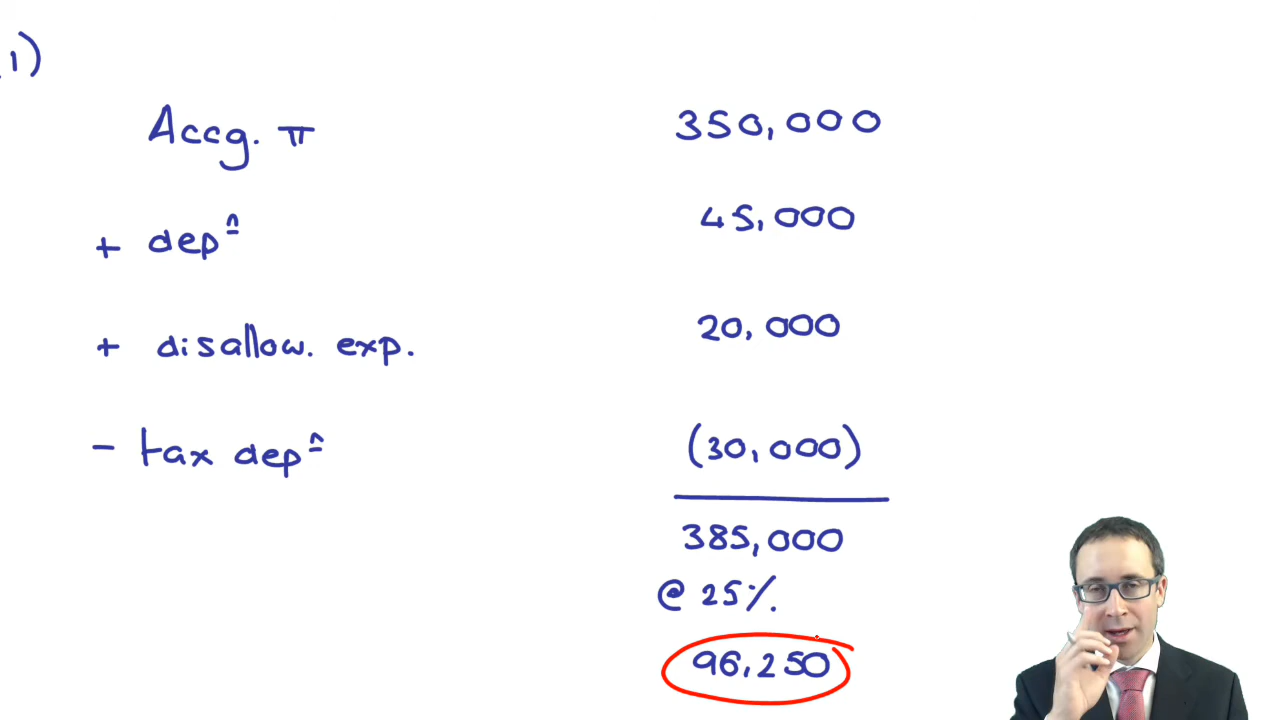 1)
Accg. π 350,000
+ depⁿ 45,000
+ disallow. exp. 20,000
- tax depⁿ (30,000)
385,000
@ 25%
96,250